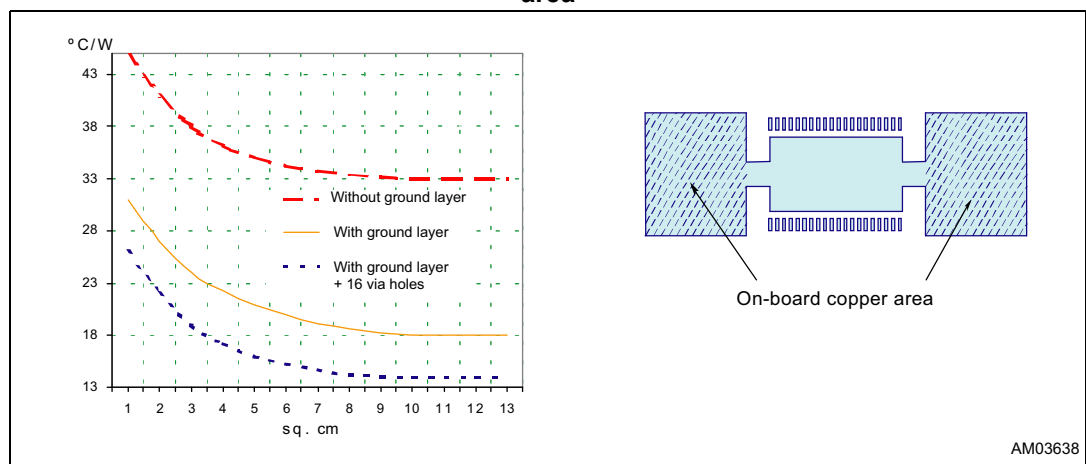 area
ºC/W
43
38
33
28
23
18
13
Without ground layer
With ground layer
With ground layer
+ 16 via holes
1 2 3 4 5 6 7 8 9 10 11 12 13
sq. cm
On-board copper area
AM03638